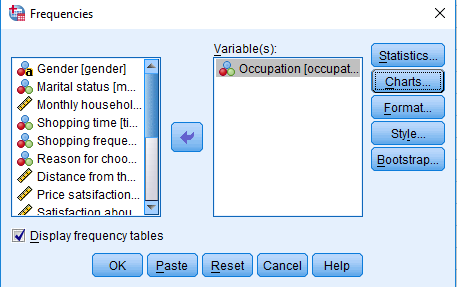 Frequencies
Variable(s):
Gender [gender]
Marital status [m...
Monthly househol...
Shopping time [ti...
Shopping freque...
Reason for choo...
Distance from th...
Price satsifaction...
Satisfaction abou
Occupation [occupat...
Statistics...
Charts...
Format...
Style...
Bootstrap...
Display frequency tables
OK Paste Reset Cancel Help